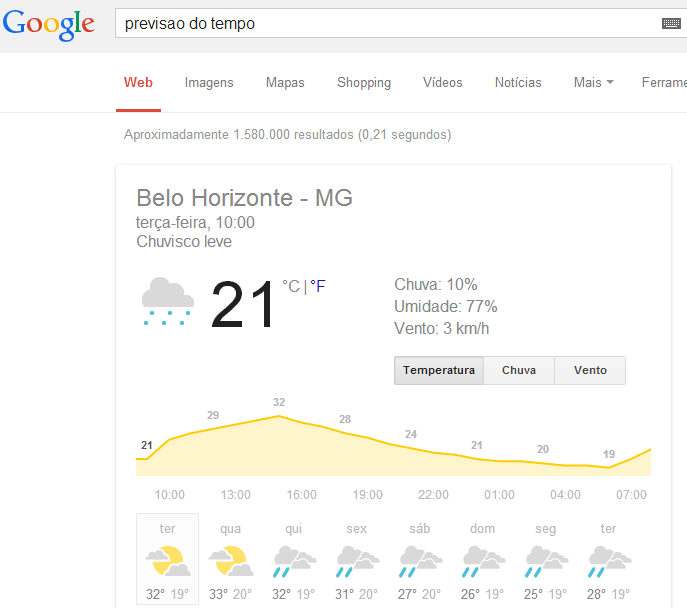 Google
previsao do tempo
Web Imagens Mapas Shopping Vídeos Notícias Mais Ferrame
Aproximadamente 1.580.000 resultados (0,21 segundos)
Belo Horizonte - MG
terça-feira, 10:00
Chuvisco leve
21 °C | °F
Chuva: 10%
Umidade: 77%
Vento: 3 km/h
Temperatura Chuva Vento
21 29 32 28 24 21 20 19
10:00 13:00 16:00 19:00 22:00 01:00 04:00 07:00
ter qua qui sex sáb dom seg ter
32° 19° 33° 20° 32° 19° 31° 20° 27° 20° 26° 19° 25° 19° 28° 19°